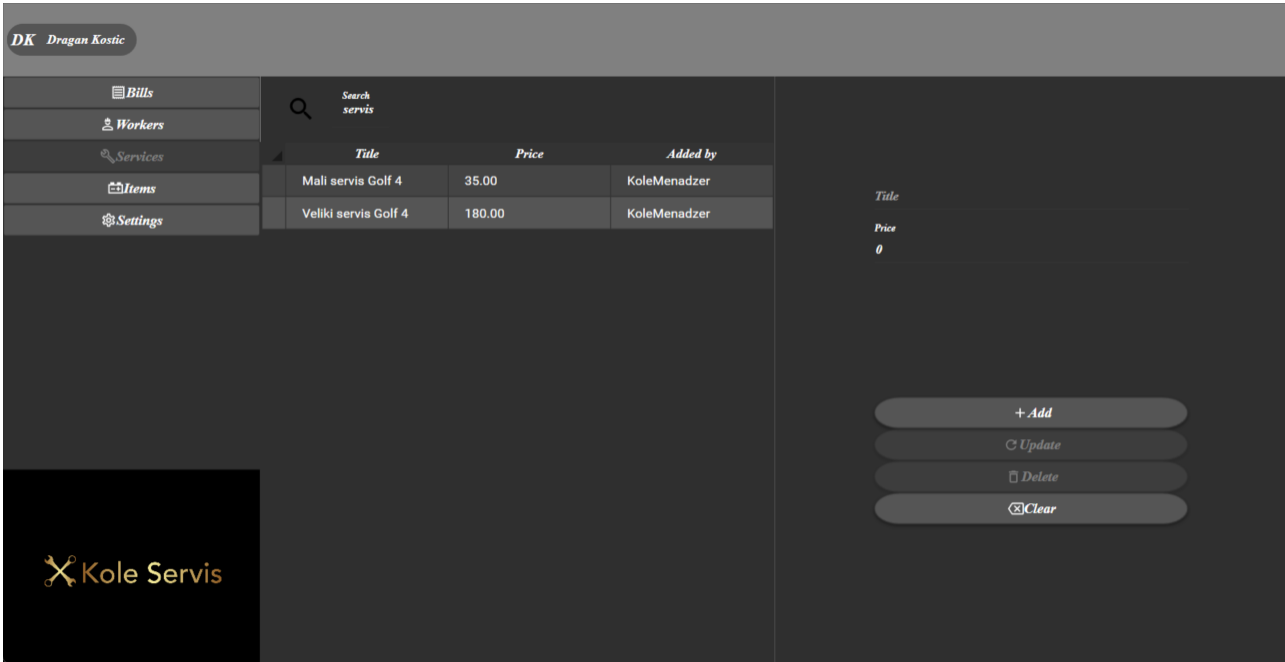 DK Dragan Kostic
Bills
Workers
Services
Items
Settings
Kole Servis
Search
servis
Title Price Added by
Mali servis Golf 4 35.00 KoleMenadzer
Veliki servis Golf 4 180.00 KoleMenadzer
Title
Price
0
Add
Update
Delete
Clear